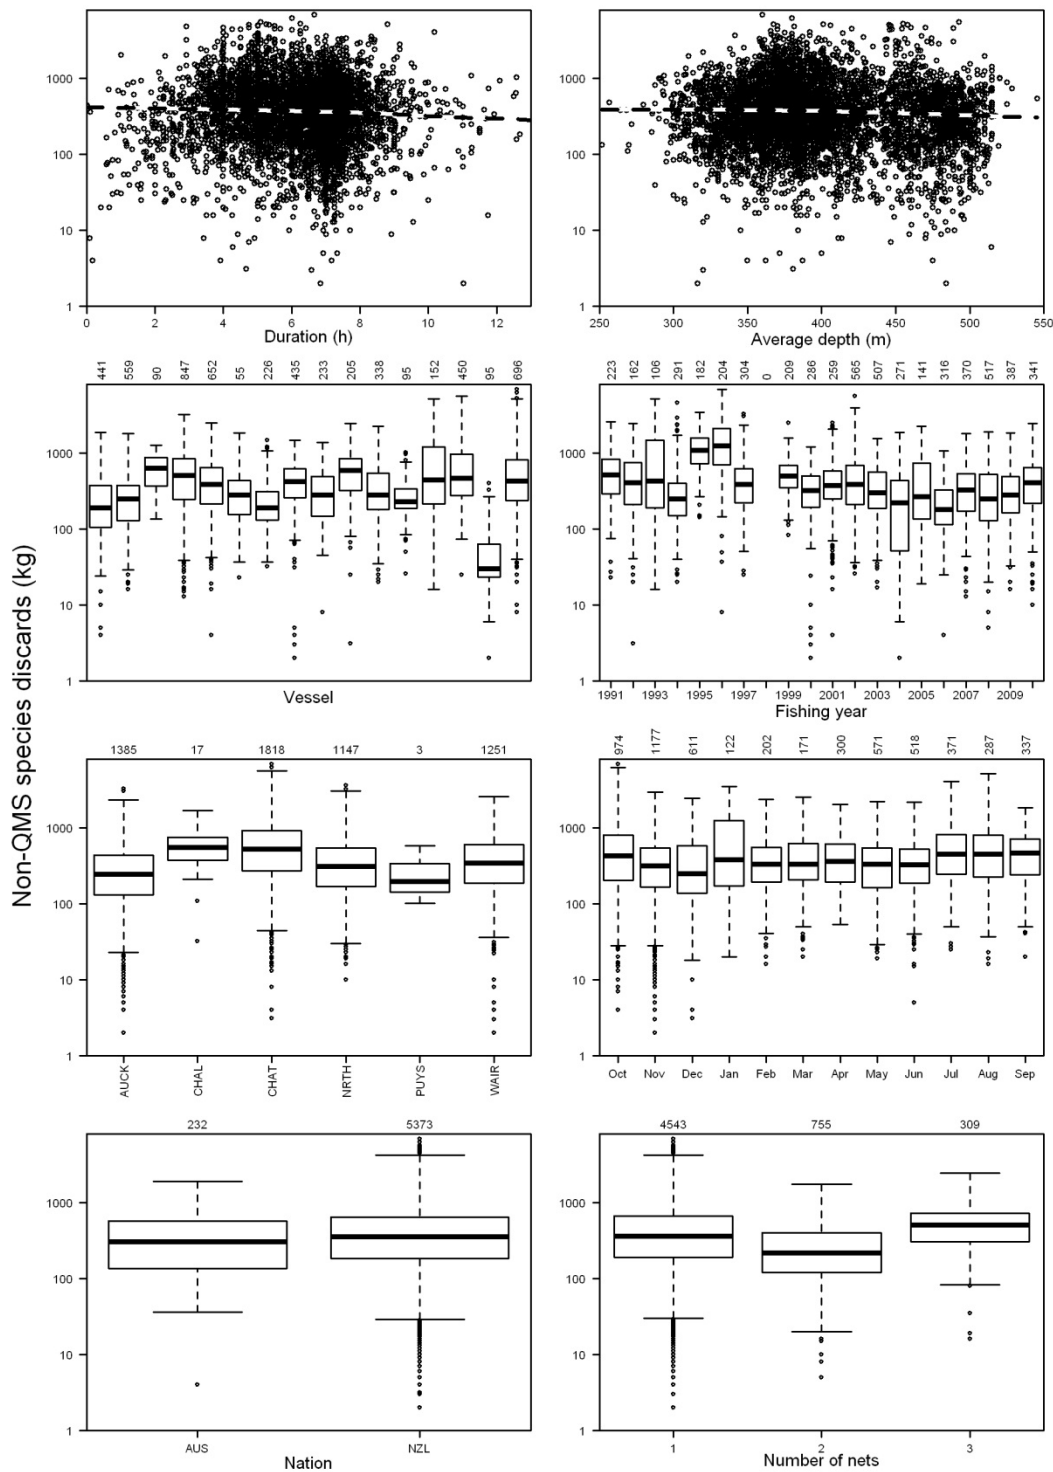 Non-QMS species discards (kg)
1000
100
10
1
0 2 4 6 8 10 12
Duration (h)
1000
100
10
1
250 300 350 400 450 500 550
Average depth (m)
441 559 90 847 652 55 226 435 233 205 338 95 152 450 95 696
1000
100
10
1
Vessel
223 162 106 291 182 204 304 0 209 286 259 565 507 271 141 316 370 517 387 341
1000
100
10
1
1991 1993 1995 1997 1999 2001 2003 2005 2007 2009
Fishing year
1385 17 1818 1147 3 1251
1000
100
10
1
AUCK CHAL CHAT NRTH PUYS WAIR
974 1177 611 122 202 171 300 571 518 371 287 337
1000
100
10
1
Oct Nov Dec Jan Feb Mar Apr May Jun Jul Aug Sep
232 5373
1000
100
10
1
AUS NZL
Nation
4543 755 309
1000
100
10
1
1 2 3
Number of nets